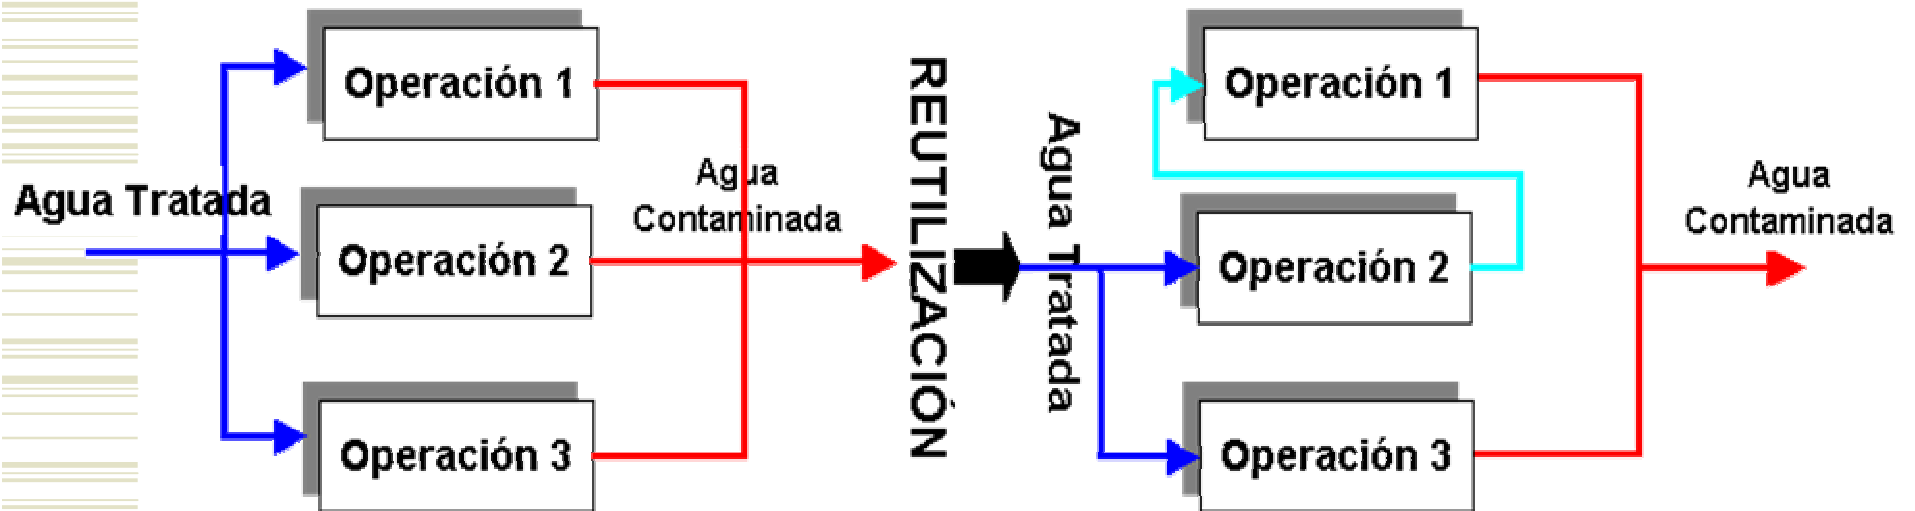 Operación 1
Agua Tratada
Operación 2
Operación 3
Agua
Contaminada
REUTILIZACIÓN
Agua Tratada
Operación 1
Operación 2
Operación 3
Agua
Contaminada